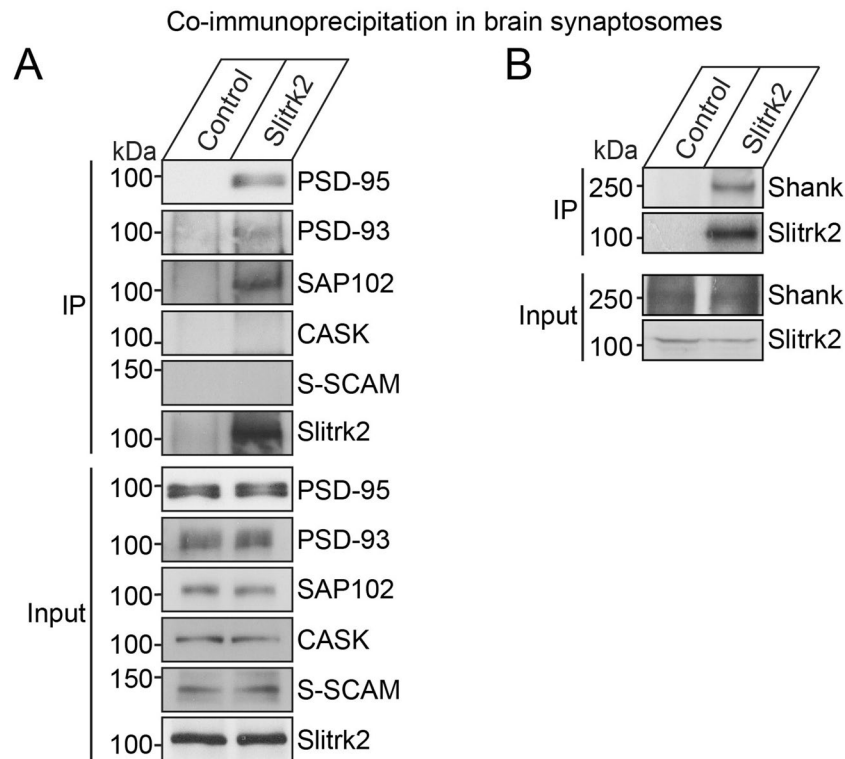 Co-immunoprecipitation in brain synaptosomes
A
Control Slitrk2
kDa
IP
100 PSD-95
100 PSD-93
100 SAP102
100 CASK
150 S-SCAM
100 Slitrk2
Input
100 PSD-95
100 PSD-93
100 SAP102
100 CASK
150 S-SCAM
100 Slitrk2
B
Control Slitrk2
kDa
IP
250 Shank
100 Slitrk2
Input
250 Shank
100 Slitrk2